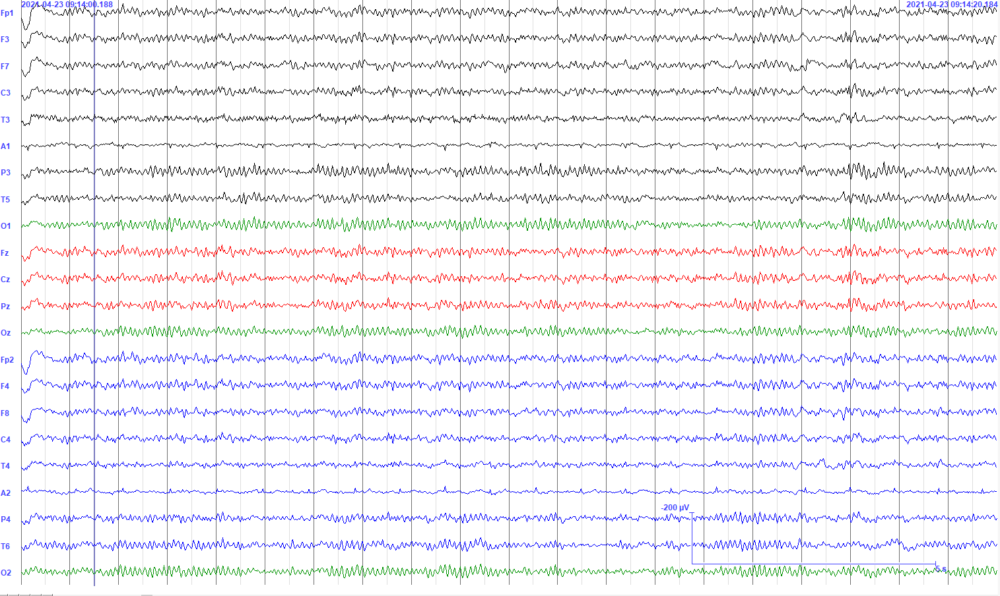 2021-04-23 09:14:00.188
2021-04-23 09:14:20.184
Fp1
F3
F7
C3
T3
A1
P3
T5
O1
Fz
Cz
Pz
Oz
Fp2
F4
F8
C4
T4
A2
-200 µV
P4
T6
5 s
O2